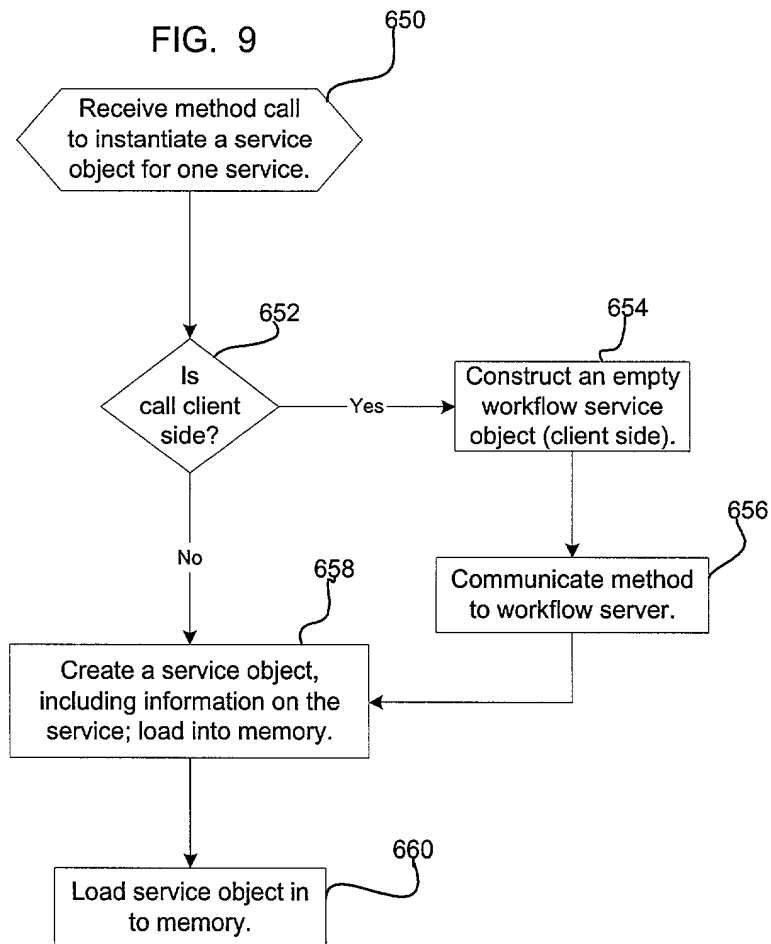 FIG. 9
650
Receive method call
to instantiate a service
object for one service.
652
Is
call client
side?
Yes
654
Construct an empty
workflow service
object (client side).
656
Communicate method
to workflow server.
No
658
Create a service object,
including information on the
service; load into memory.
660
Load service object in
to memory.